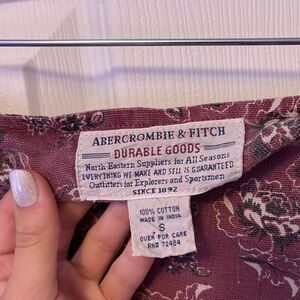 ABERCROMBIE & FITCH
DURABLE GOODS
North Eastern Suppliers for All Seasons
EVERYTHING WE MAKE AND SELL IS GUARANTEED
Outfitters for Explorers and Sportsmen
SINCE 1892
100% COTTON
MADE IN INDIA
S
OVER FOR CARE
RN# 72484